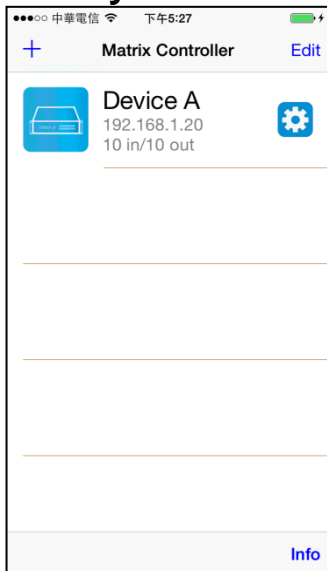 中華電信 下午5:27
+ Matrix Controller Edit
Device A
192.168.1.20
10 in/10 out
Info